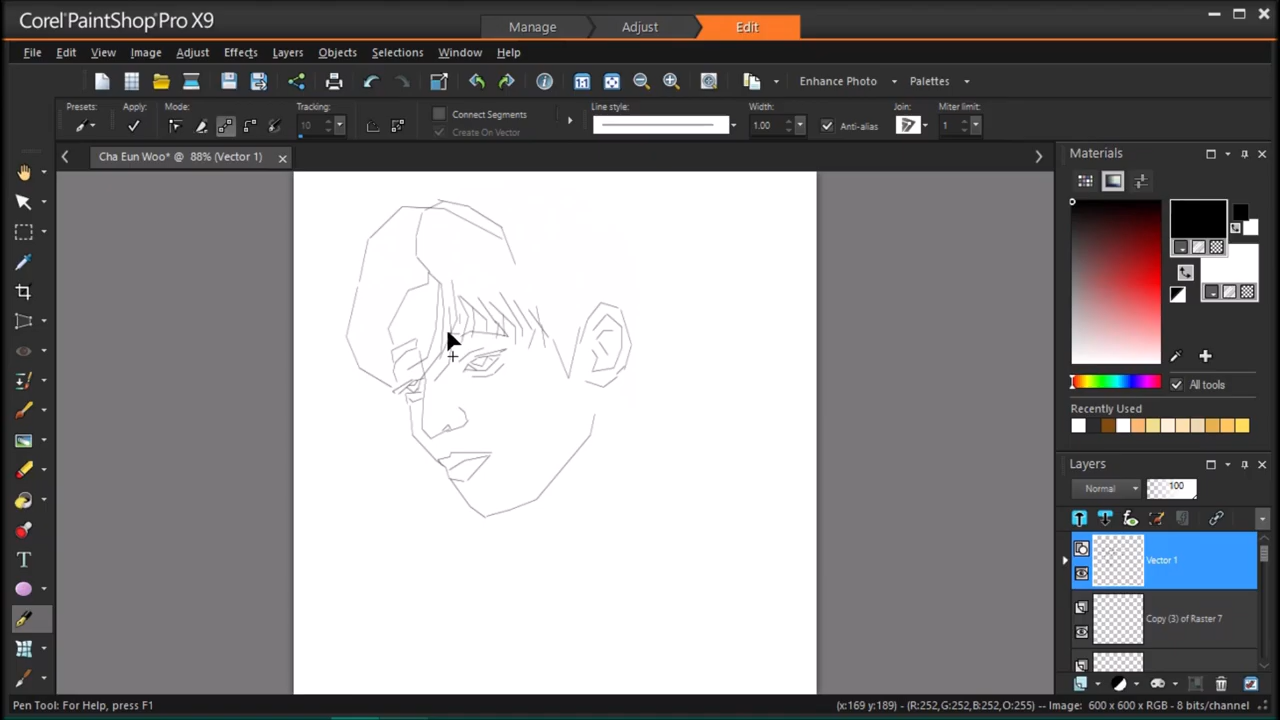 Corel® PaintShop® Pro X9
Manage
Adjust
Edit
File Edit View Image Adjust Effects Layers Objects Selections Window Help
Enhance Photo
Palettes
Presets:
Apply:
Mode:
Tracking:
10
Connect Segments
Create On Vector
Line style:
Width:
1.00
Anti-alias
Join:
Miter limit:
1
Cha Eun Woo* @ 88% (Vector 1)
Materials
All tools
Recently Used
Layers
Normal
100
Vector 1
Copy (3) of Raster 7
Pen Tool: For Help, press F1
(x:169 y:189) - (R:252,G:252,B:252,O:255) -- Image: 600 x 600 x RGB - 8 bits/channel